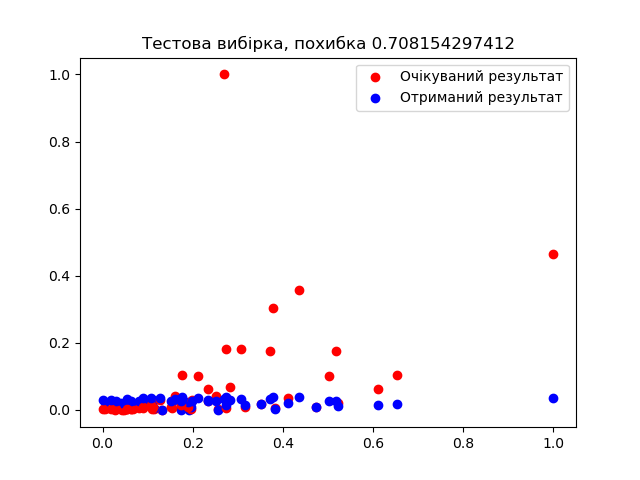 Тестова вибірка, похибка 0.708154297412
Очікуваний результат
Отриманий результат
1.0
0.8
0.6
0.4
0.2
0.0
0.0 0.2 0.4 0.6 0.8 1.0